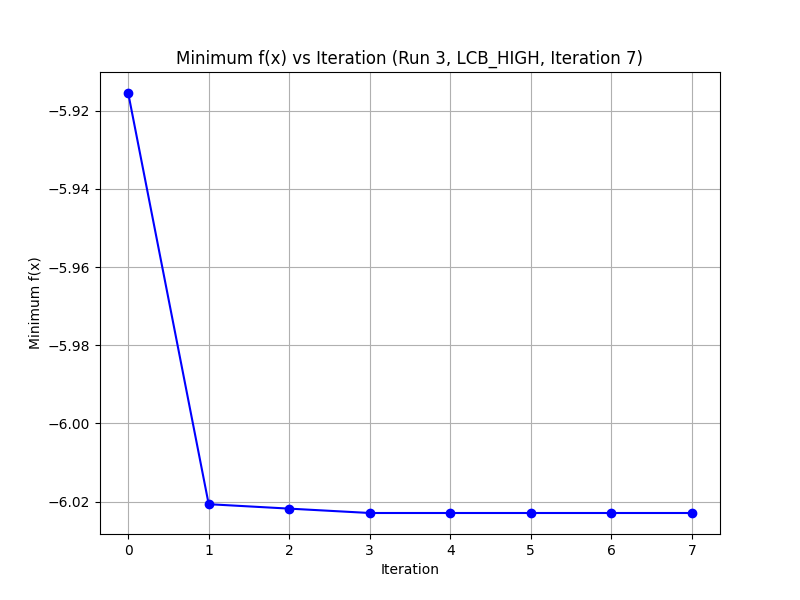 Minimum f(x) vs Iteration (Run 3, LCB_HIGH, Iteration 7)
Minimum f(x)
−5.92
−5.94
−5.96
−5.98
−6.00
−6.02
0 1 2 3 4 5 6 7
Iteration